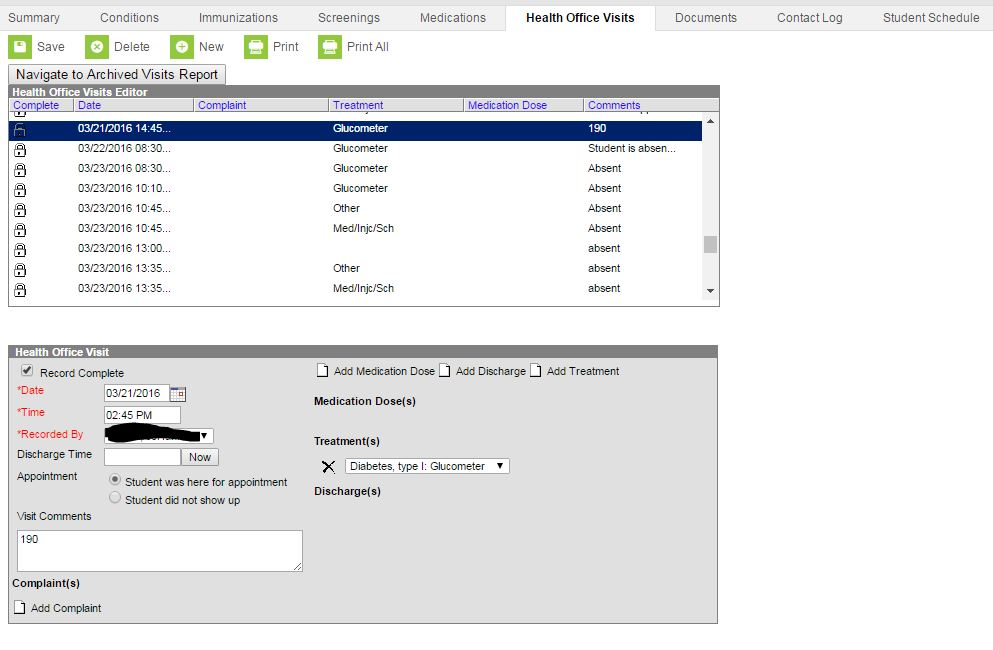 Summary Conditions Immunizations Screenings Medications Health Office Visits Documents Contact Log Student Schedule
Save Delete New Print Print All
Navigate to Archived Visits Report
Health Office Visits Editor
Complete Date Complaint Treatment Medication Dose Comments
03/21/2016 14:45... Glucometer 190
03/22/2016 08:30... Glucometer Student is absen...
03/23/2016 08:30... Glucometer Absent
03/23/2016 10:10... Glucometer Absent
03/23/2016 10:45... Other Absent
03/23/2016 10:45... Med/Injc/Sch Absent
03/23/2016 13:00... absent
03/23/2016 13:35... Other absent
03/23/2016 13:35... Med/Injc/Sch absent
Health Office Visit
Record Complete
*Date 03/21/2016
*Time 02:45 PM
*Recorded By
Discharge Time Now
Appointment Student was here for appointment
Student did not show up
Visit Comments
190
Complaint(s)
Add Complaint
Add Medication Dose Add Discharge Add Treatment
Medication Dose(s)
Treatment(s)
Diabetes, type I: Glucometer
Discharge(s)